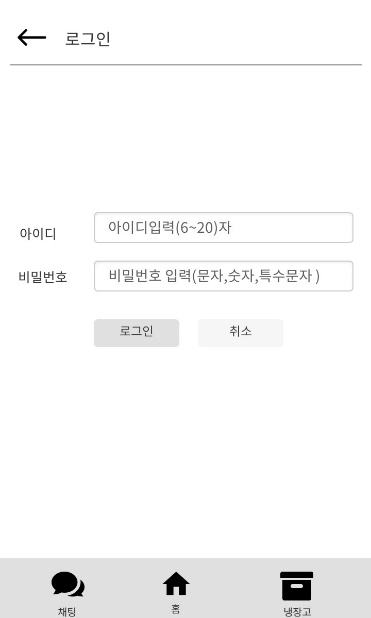 로그인
아이디 아이디입력(6~20)자
비밀번호 비밀번호 입력(문자,숫자,특수문자 )
로그인 취소
채팅 홈 냉장고